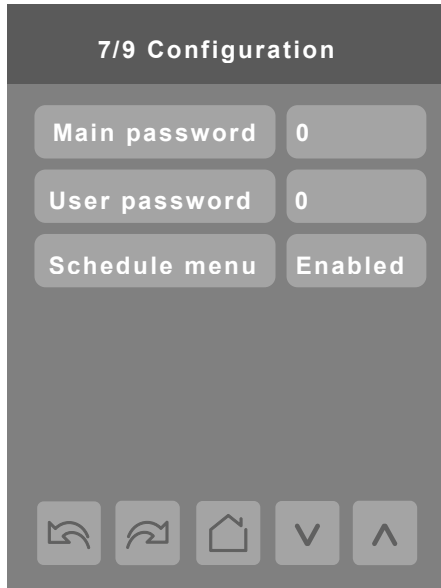 7/9 Configuration
Main password 0
User password 0
Schedule menu Enabled